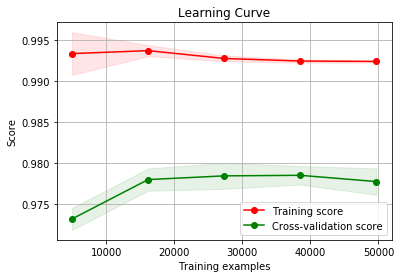 Learning Curve
0.995
0.990
0.985
0.980
0.975
Score
Training score
Cross-validation score
10000 20000 30000 40000 50000
Training examples